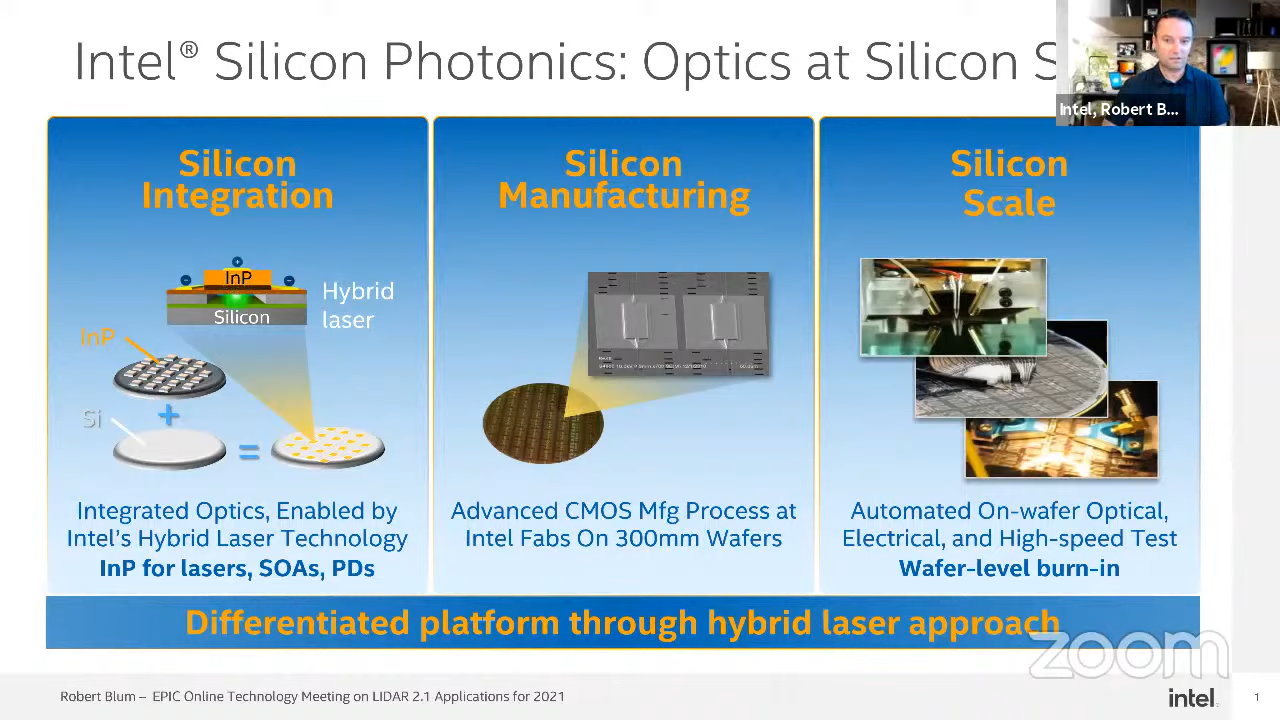 Intel® Silicon Photonics: Optics at Silicon S
Intel, Robert B...
Silicon
Integration
InP
Silicon
Hybrid
laser
InP
Si
+
=
Integrated Optics, Enabled by
Intel's Hybrid Laser Technology
InP for lasers, SOAs, PDs
Silicon
Manufacturing
Advanced CMOS Mfg Process at
Intel Fabs On 300mm Wafers
Silicon
Scale
Automated On-wafer Optical,
Electrical, and High-speed Test
Wafer-level burn-in
Differentiated platform through hybrid laser approach
zoom
Robert Blum – EPIC Online Technology Meeting on LIDAR 2.1 Applications for 2021
intel.
1